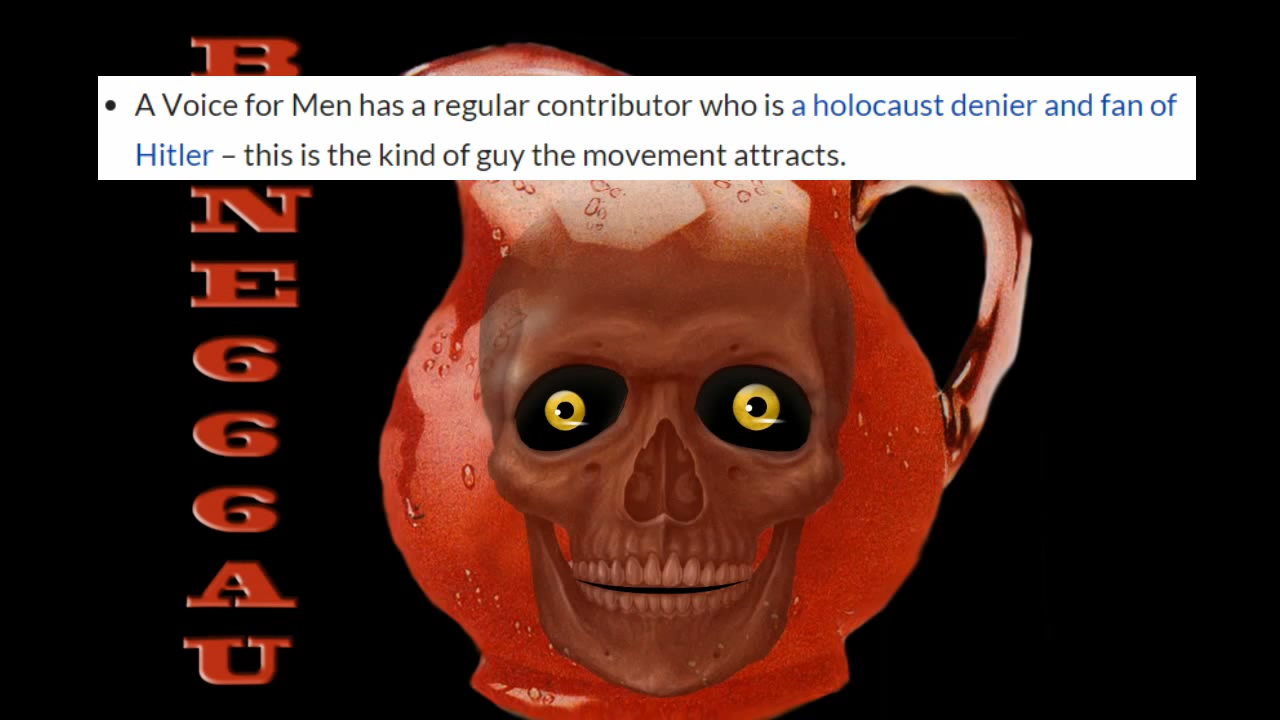 • A Voice for Men has a regular contributor who is a holocaust denier and fan of
Hitler – this is the kind of guy the movement attracts.
B NE666AU